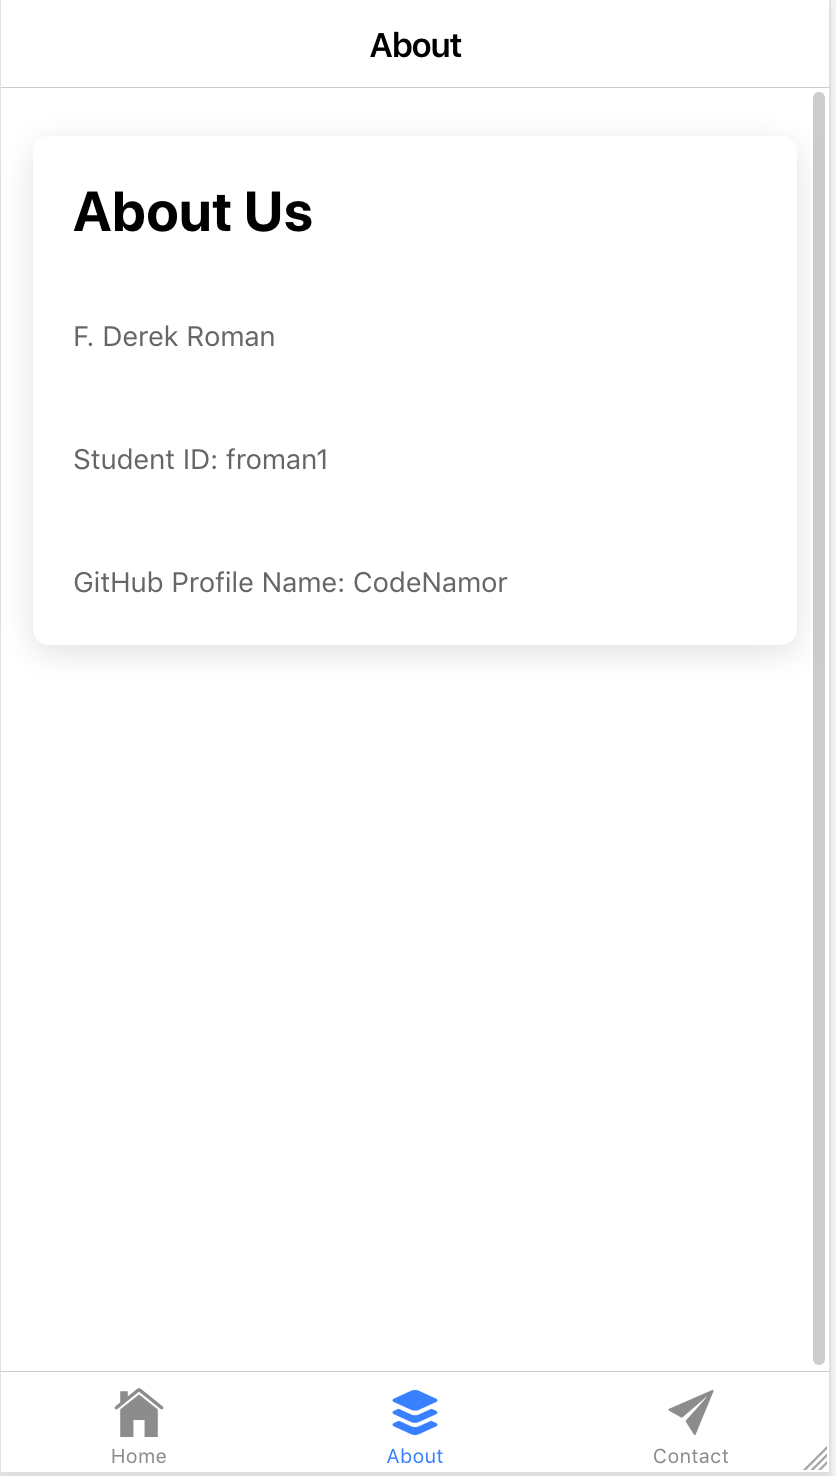 About
About Us
F. Derek Roman
Student ID: froman1
GitHub Profile Name: CodeNamor
Home
About
Contact